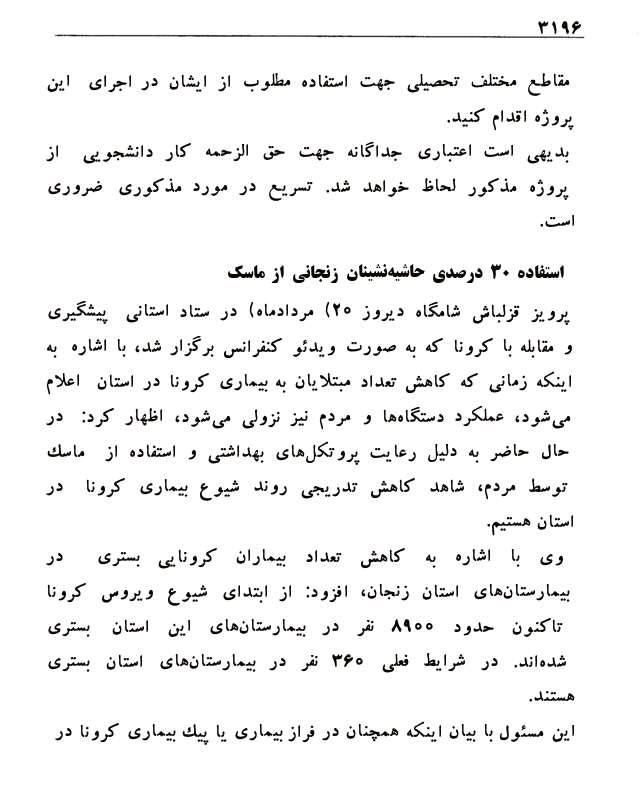 ۳۱۹۶
مقاطع مختلف تحصیلی جهت استفاده مطلوب از ایشان در اجرای این
پروژه اقدام کنید.
بدیهی است اعتباری جداگانه جهت حق الزحمه کار دانشجویی از
پروژه مذکور لحاظ خواهد شد. تسریع در مورد مذکوری ضروری
است.
استفاده ۳۰ درصدی حاشیه‌نشینان زنجانی از ماسک
پرویز قزلباش شامگاه دیروز ۲۰) مردادماه) در ستاد استانی پیشگیری
و مقابله با کرونا که به صورت ویدئو کنفرانس برگزار شد، با اشاره به
اینکه زمانی که کاهش تعداد مبتلایان به بیماری کرونا در استان اعلام
می‌شود، عملکرد دستگاه‌ها و مردم نیز نزولی می‌شود، اظهار کرد: در
حال حاضر به دلیل رعایت پروتکل‌های بهداشتی و استفاده از ماسك
توسط مردم، شاهد کاهش تدریجی روند شیوع بیماری کرونا در
استان هستیم.
وی با اشاره به کاهش تعداد بیماران کرونایی بستری در
بیمارستان‌های استان زنجان، افزود: از ابتدای شیوع ویروس کرونا
تاکنون حدود ۸۹۰۰ نفر در بیمارستان‌های این استان بستری
شده‌اند. در شرایط فعلی ۳۶۰ نفر در بیمارستان‌های استان بستری
هستند.
این مسئول با بیان اینکه همچنان در فراز بیماری یا پیك بیماری کرونا در